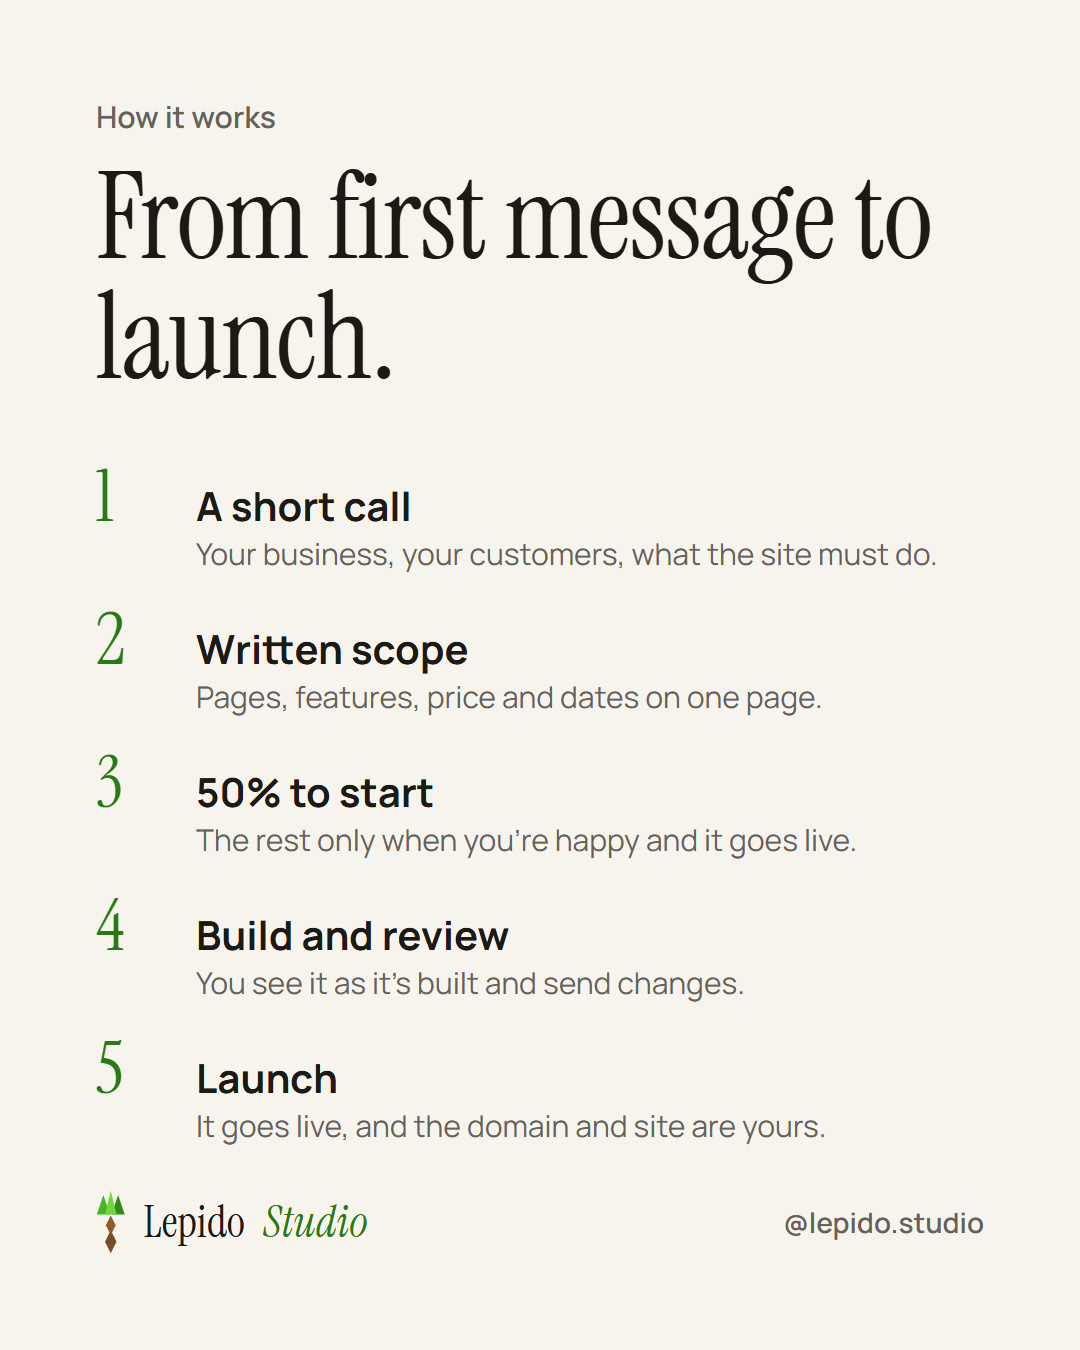 How it works
From first message to
launch.
1
A short call
Your business, your customers, what the site must do.
2
Written scope
Pages, features, price and dates on one page.
3
50% to start
The rest only when you’re happy and it goes live.
4
Build and review
You see it as it’s built and send changes.
5
Launch
It goes live, and the domain and site are yours.
Lepido Studio
@lepido.studio